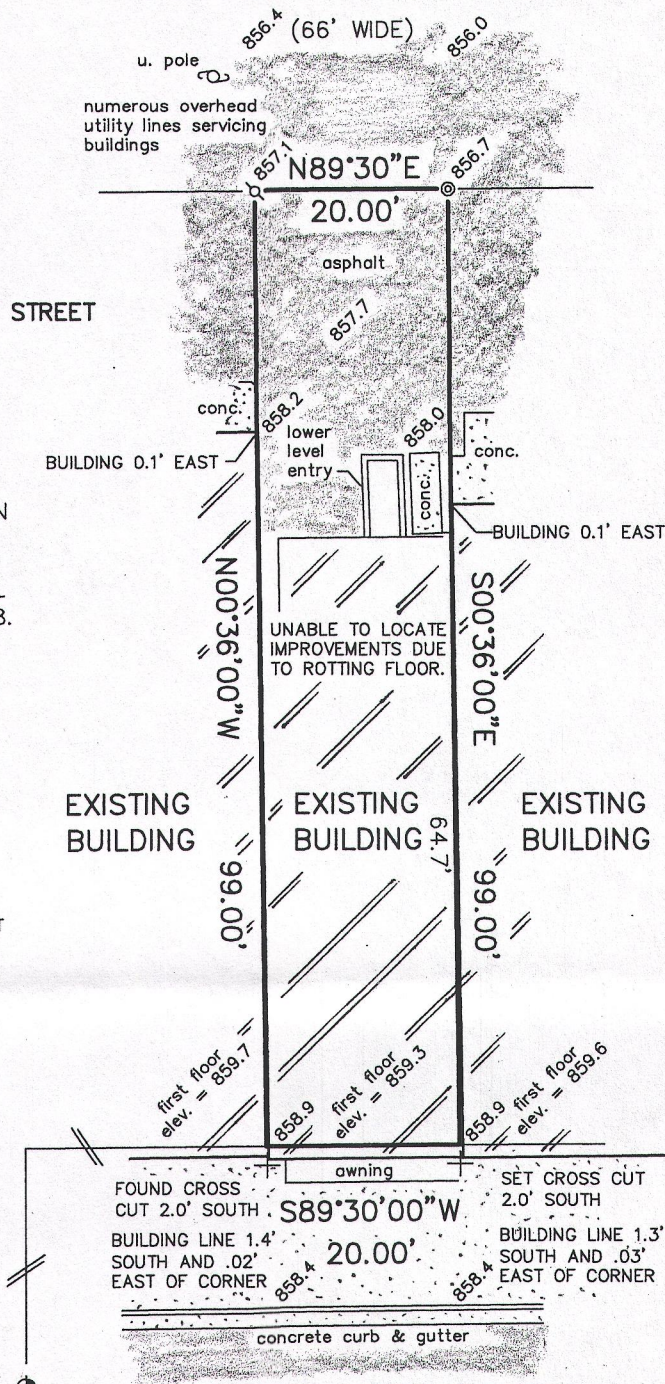 856.4
(66' WIDE)
856.0
u. pole
numerous overhead
utility lines servicing
buildings
857.1
N89°30"E
856.7
20.00'
asphalt
STREET
857.7
conc.
858.2
858.0
lower
level
entry
conc.
conc.
BUILDING 0.1' EAST
BUILDING 0.1' EAST
N
8.
N00°36'00"W
UNABLE TO LOCATE
IMPROVEMENTS DUE
TO ROTTING FLOOR.
S00°36'00"E
EXISTING
BUILDING
EXISTING
BUILDING
EXISTING
BUILDING
64.7'
99.00'
99.00'
T
first floor
elev. = 859.7
858.9
first floor
elev. = 859.3
858.9
first floor
elev. = 859.6
awning
FOUND CROSS
CUT 2.0' SOUTH
SET CROSS CUT
2.0' SOUTH
S89°30'00"W
20.00'
BUILDING LINE 1.4'
SOUTH AND .02'
EAST OF CORNER
BUILDING LINE 1.3'
SOUTH AND .03'
EAST OF CORNER
858.4
858.4
concrete curb & gutter